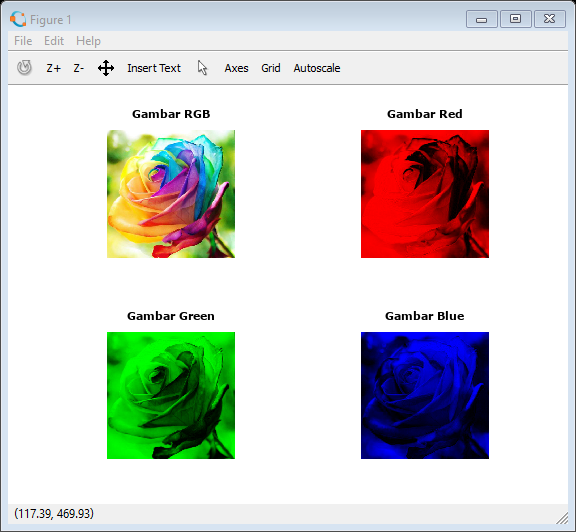 Figure 1
File Edit Help
Z+ Z- Insert Text Axes Grid Autoscale
Gambar RGB Gambar Red
Gambar Green Gambar Blue
(117.39, 469.93)